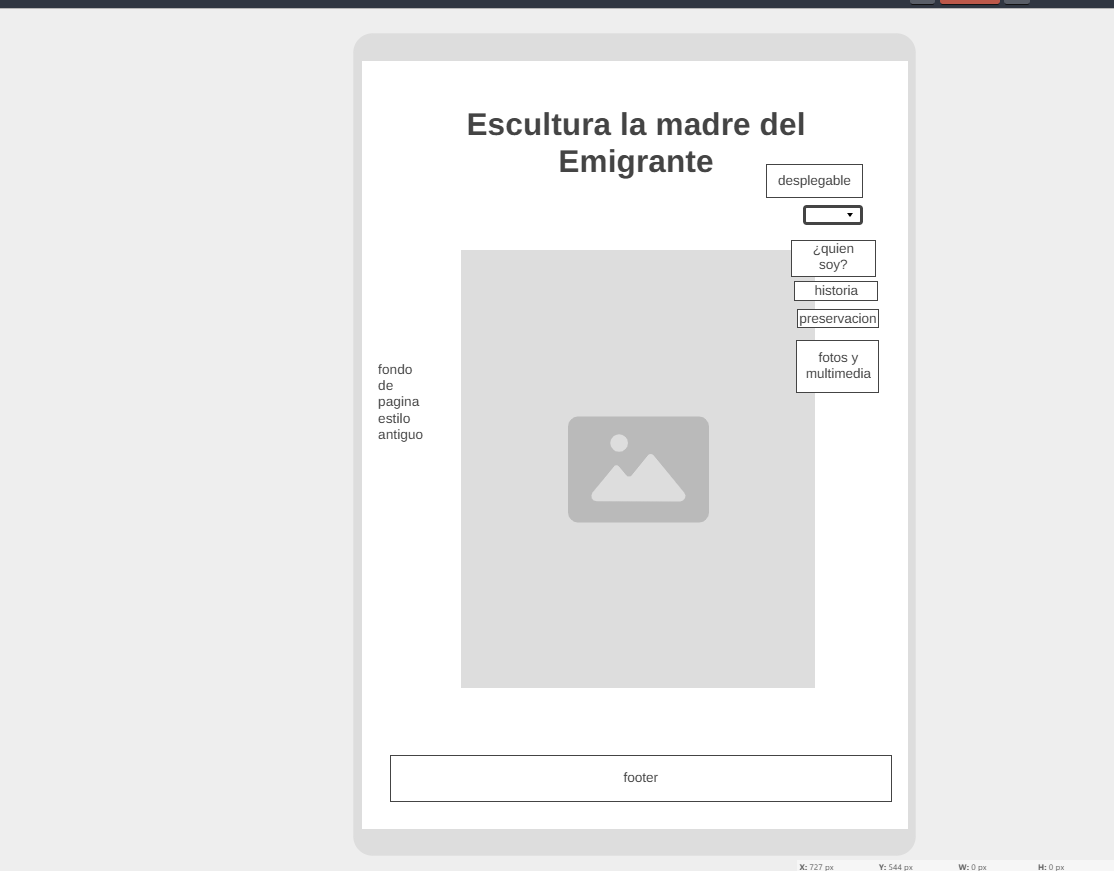 Escultura la madre del
Emigrante
desplegable
¿quien
soy?
historia
preservacion
fotos y
multimedia
fondo
de
pagina
estilo
antiguo
footer
X: 727 px Y: 544 px W: 0 px H: 0 px